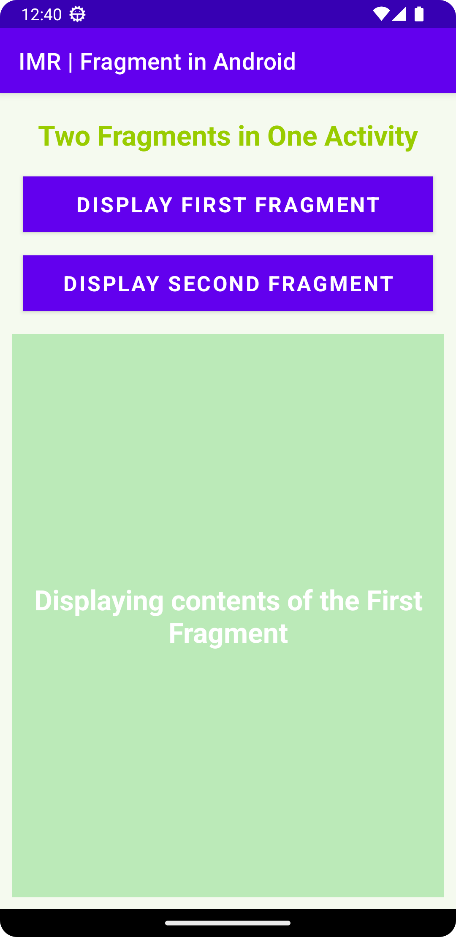 12:40
IMR | Fragment in Android
Two Fragments in One Activity
DISPLAY FIRST FRAGMENT
DISPLAY SECOND FRAGMENT
Displaying contents of the First
Fragment